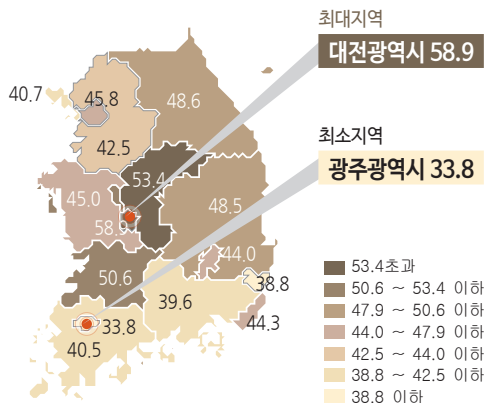 최대지역
대전광역시 58.9
40.7
45.8
48.6
42.5
최소지역
광주광역시 33.8
53.4
45.0
48.5
58.9
44.0
50.6
38.8
39.6
44.3
33.8
40.5
53.4초과
50.6 ~ 53.4 이하
47.9 ~ 50.6 이하
44.0 ~ 47.9 이하
42.5 ~ 44.0 이하
38.8 ~ 42.5 이하
38.8 이하